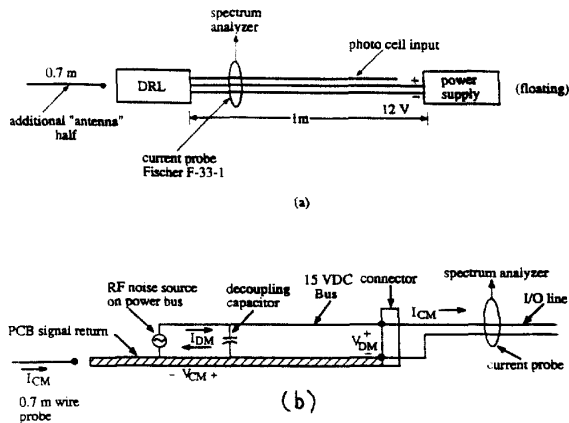 spectrum
analyzer
photo cell input
0.7 m
DRL
+
power
supply
(floating)
−
12 V
additional "antenna"
half
1m
current probe
Fischer F-33-1
(a)
spectrum analyzer
RF noise source
on power bus
decoupling
capacitor
15 VDC
Bus
connector
I_CM
I/O
line
PCB signal return
I_DM
+
V_DM
−
I_CM
− V_CM +
current probe
0.7 m wire
probe
(b)